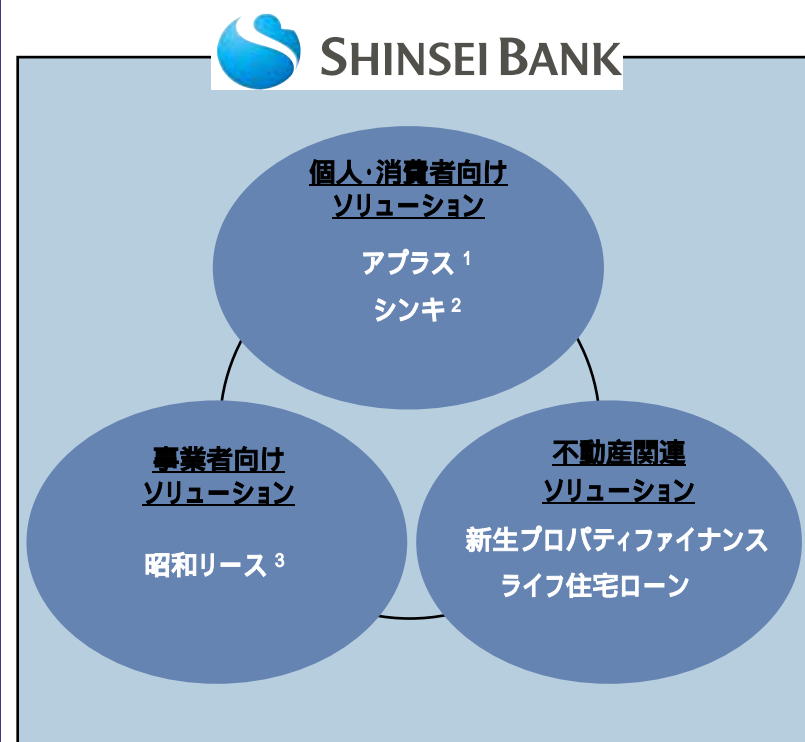 SHINSEI BANK
個人・消費者向け
ソリューション
アプラス 1
シンキ 2
事業者向け
ソリューション
昭和リース 3
不動産関連
ソリューション
新生プロパティファイナンス
ライフ住宅ローン